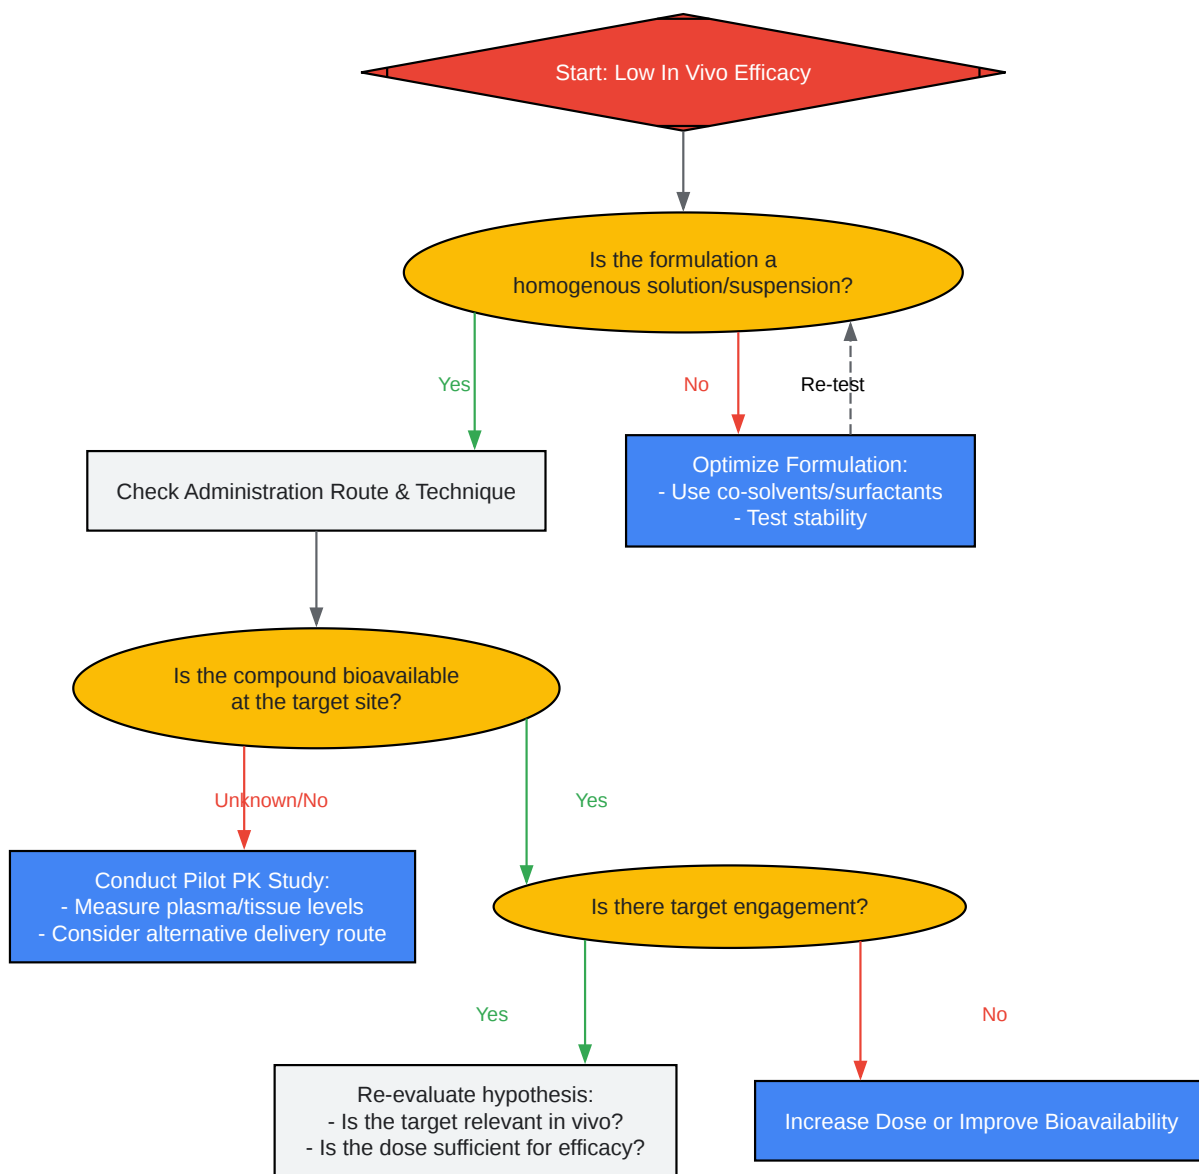 Start: Low In Vivo Efficacy
Is the formulation a
homogenous solution/suspension?
Yes
No
Re-test
Check Administration Route & Technique
Optimize Formulation:
- Use co-solvents/surfactants
- Test stability
Is the compound bioavailable
at the target site?
Unknown/No
Yes
Conduct Pilot PK Study:
- Measure plasma/tissue levels
- Consider alternative delivery route
Is there target engagement?
Yes
No
Re-evaluate hypothesis:
- Is the target relevant in vivo?
- Is the dose sufficient for efficacy?
Increase Dose or Improve Bioavailability